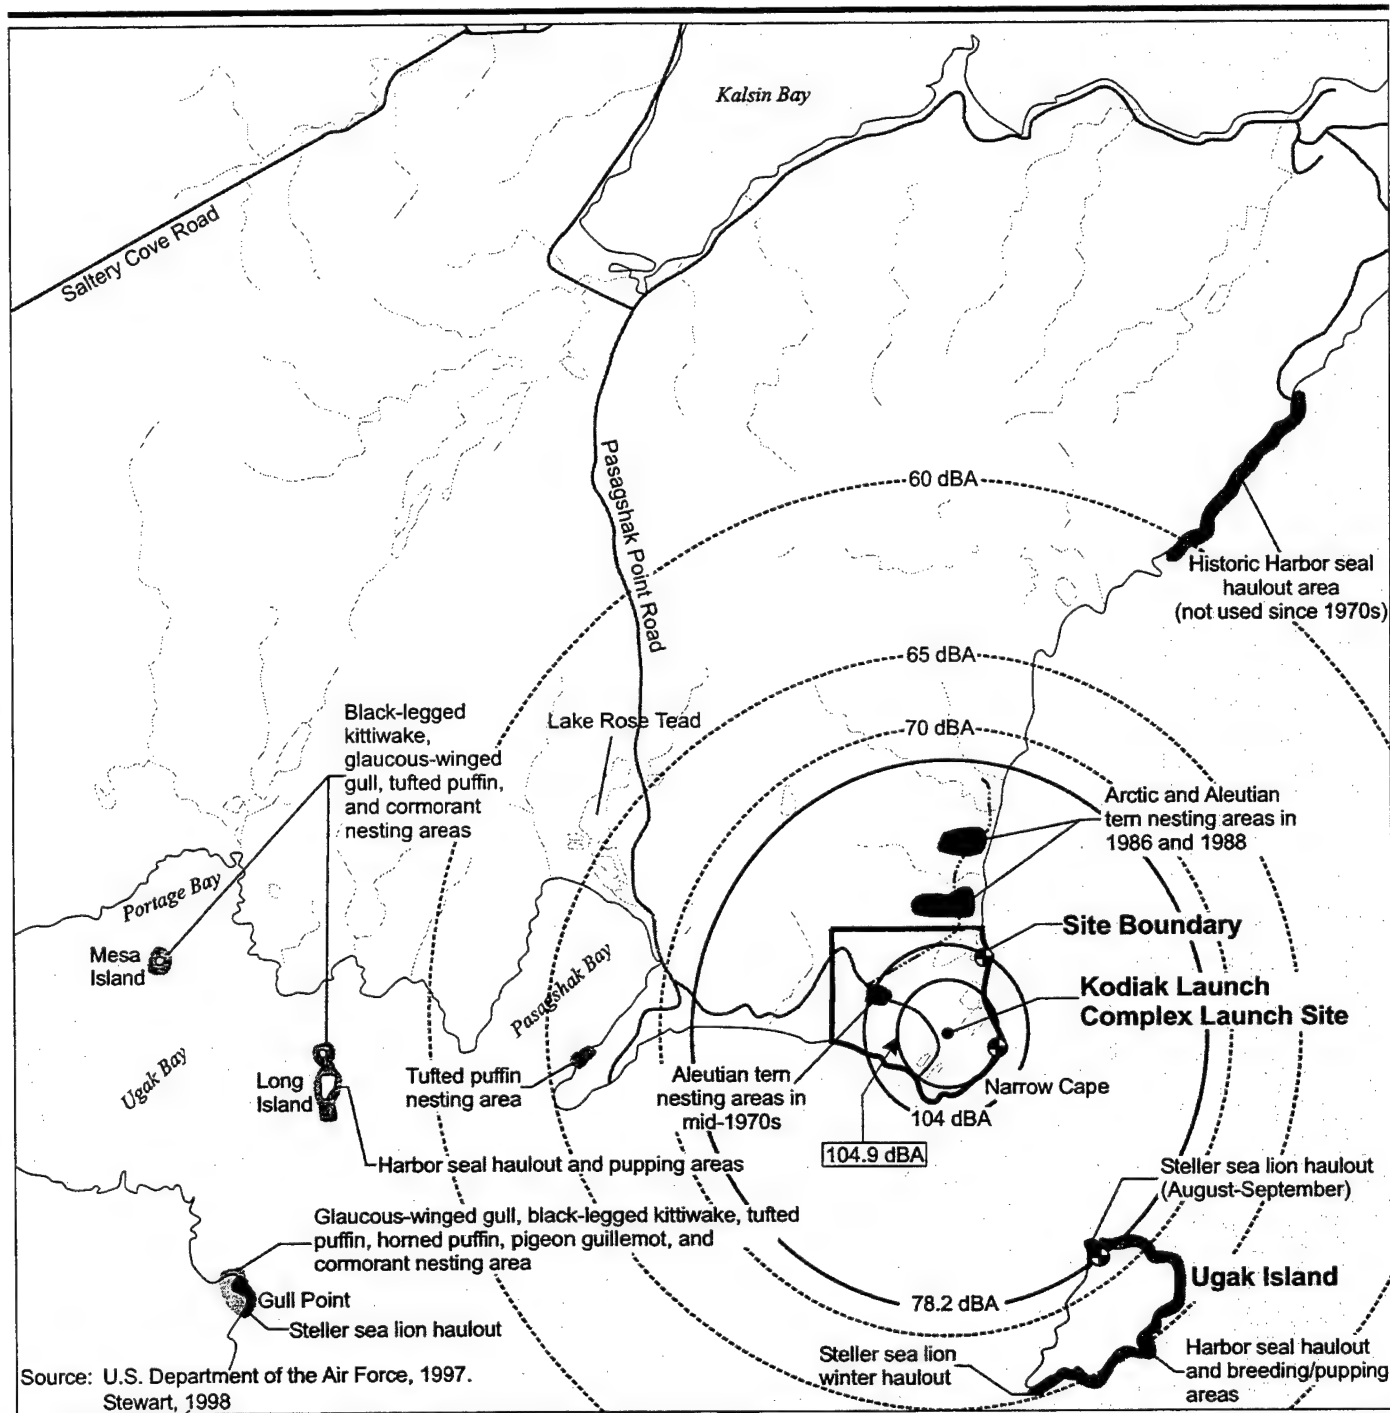 Kalsin Bay
Saltery Cove Road
Pasagshak Point Road
60 dBA
Historic Harbor seal
haulout area
(not used since 1970s)
65 dBA
Black-legged
kittiwake,
glaucous-winged
gull, tufted puffin,
and cormorant
nesting areas
Lake Rose Tead
70 dBA
Arctic and Aleutian
tern nesting areas in
1986 and 1988
Portage Bay
Mesa
Island
Site Boundary
Pasagshak Bay
Kodiak Launch
Complex Launch Site
Ugak Bay
Long
Island
Tufted puffin
nesting area
Aleutian tern
nesting areas in
mid-1970s
Narrow Cape
104 dBA
104.9 dBA
Harbor seal haulout and pupping areas
Steller sea lion haulout
(August-September)
Glaucous-winged gull, black-legged kittiwake, tufted
puffin, horned puffin, pigeon guillemot, and
cormorant nesting area
Ugak Island
Gull Point
78.2 dBA
Steller sea lion haulout
Steller sea lion
winter haulout
Harbor seal haulout
and breeding/pupping
areas
Source: U.S. Department of the Air Force, 1997.
Stewart, 1998